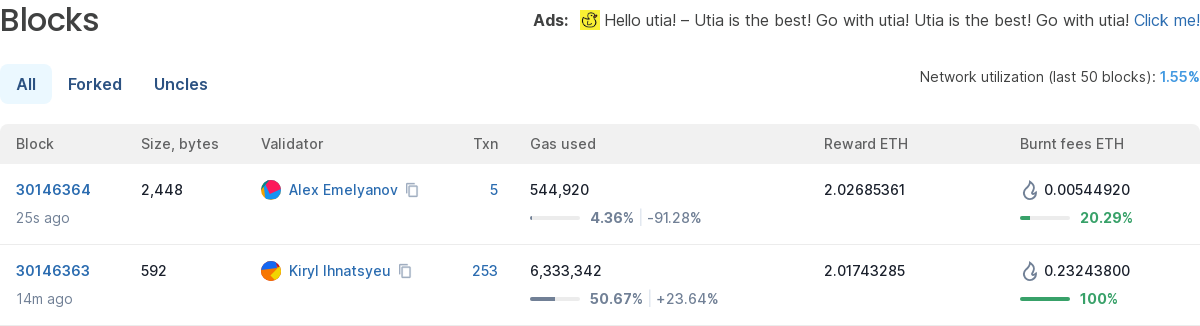 Blocks
Ads: Hello utia! – Utia is the best! Go with utia! Utia is the best! Go with utia! Click me!
All Forked Uncles
Network utilization (last 50 blocks): 1.55%
Block Size, bytes Validator Txn Gas used Reward ETH Burnt fees ETH
30146364 2,448 Alex Emelyanov 5 544,920 2.02685361 0.00544920
25s ago 4.36% -91.28% 20.29%
30146363 592 Kiryl Ihnatsyeu 253 6,333,342 2.01743285 0.23243800
14m ago 50.67% +23.64% 100%